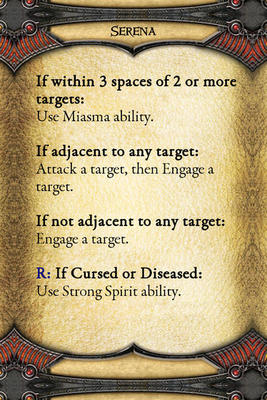 Serena
If within 3 spaces of 2 or more
targets:
Use Miasma ability.
If adjacent to any target:
Attack a target, then Engage a
target.
If not adjacent to any target:
Engage a target.
R: If Cursed or Diseased:
Use Strong Spirit ability.